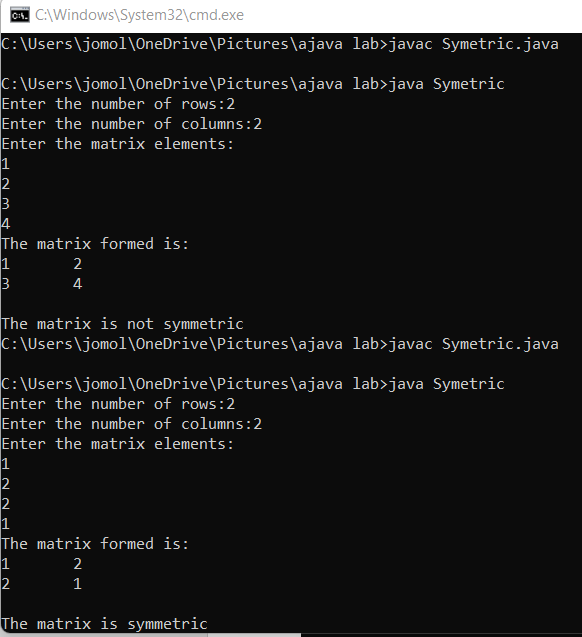 C:\Windows\System32\cmd.exe
C:\Users\jomol\OneDrive\Pictures\ajava lab>javac Symetric.java
C:\Users\jomol\OneDrive\Pictures\ajava lab>java Symetric
Enter the number of rows:2
Enter the number of columns:2
Enter the matrix elements:
1
2
3
4
The matrix formed is:
1 2
3 4
The matrix is not symmetric
C:\Users\jomol\OneDrive\Pictures\ajava lab>javac Symetric.java
C:\Users\jomol\OneDrive\Pictures\ajava lab>java Symetric
Enter the number of rows:2
Enter the number of columns:2
Enter the matrix elements:
1
2
2
1
The matrix formed is:
1 2
2 1
The matrix is symmetric